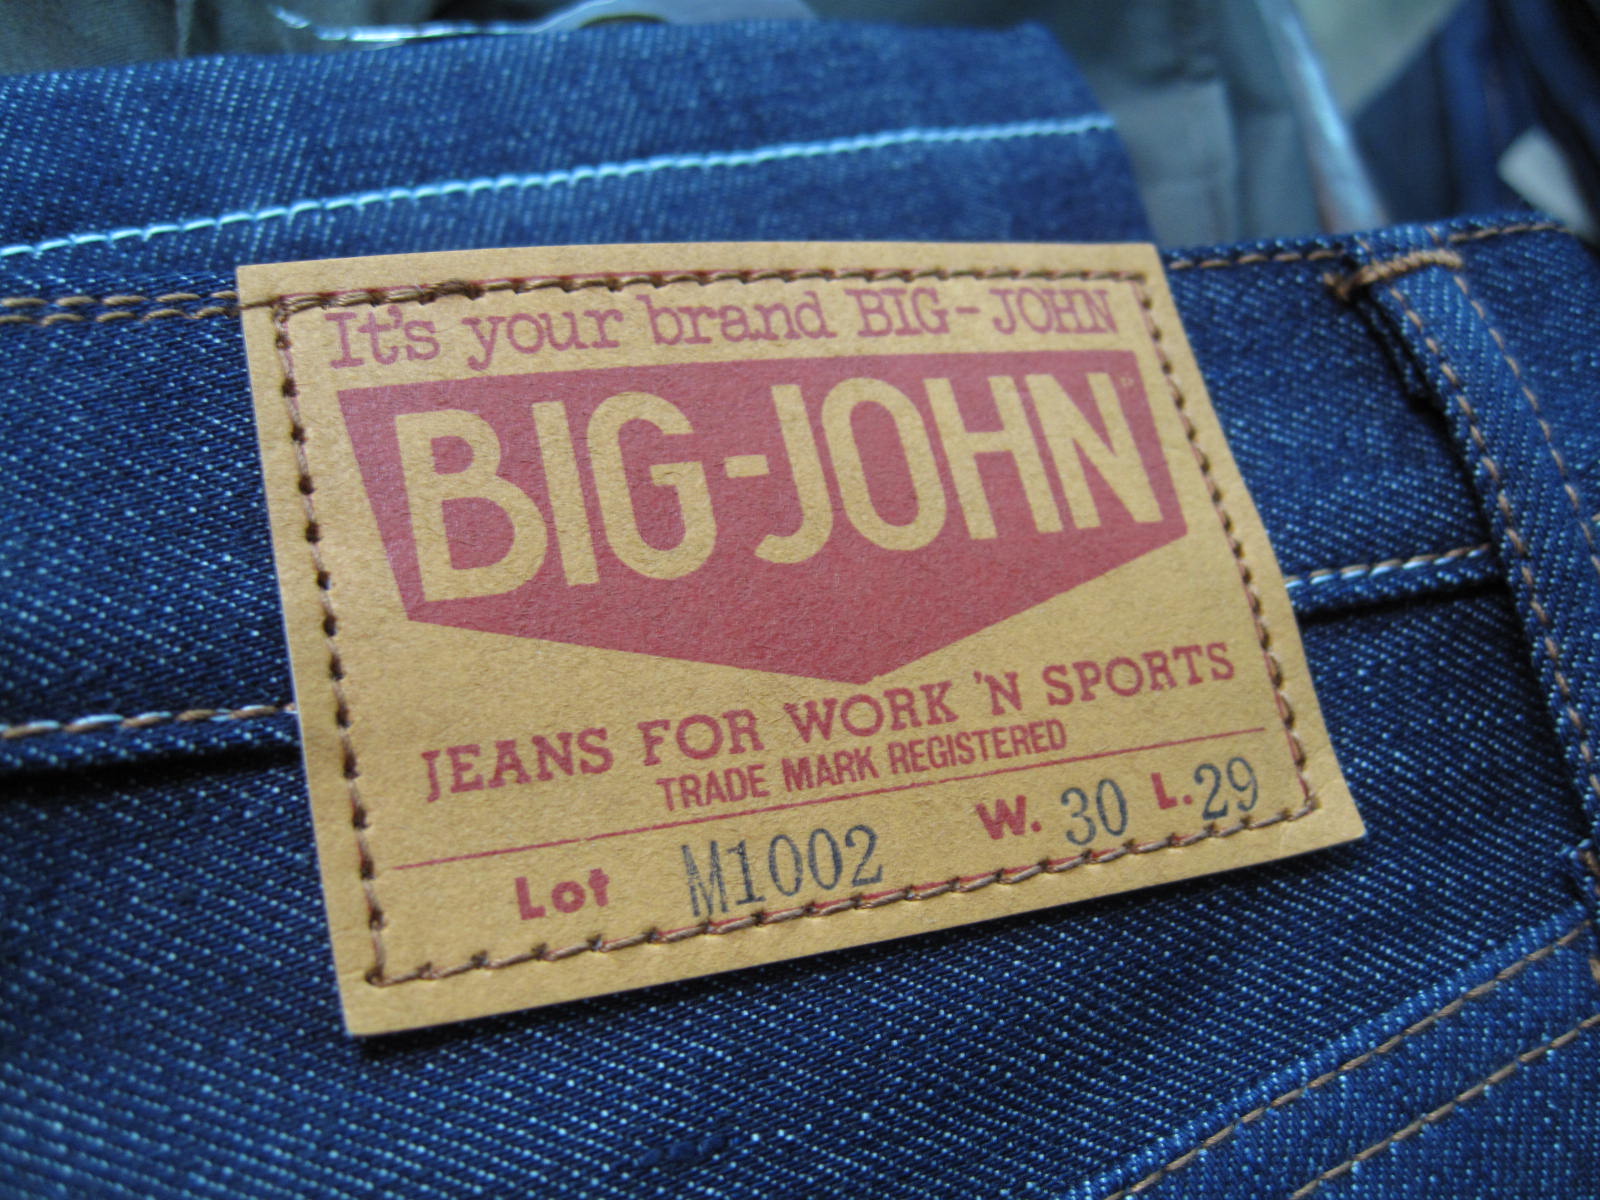 It's your brand BIG-JOHN
BIG-JOHN
JEANS FOR WORK 'N SPORTS
TRADE MARK REGISTERED
Lot M1002 W. 30 L. 29